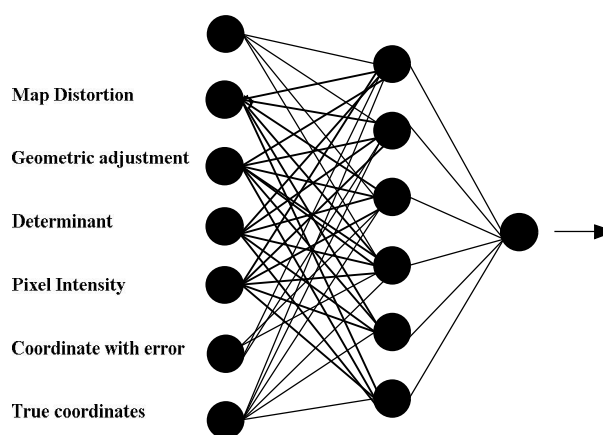 Map Distortion
Geometric adjustment
Determinant
Pixel Intensity
Coordinate with error
True coordinates